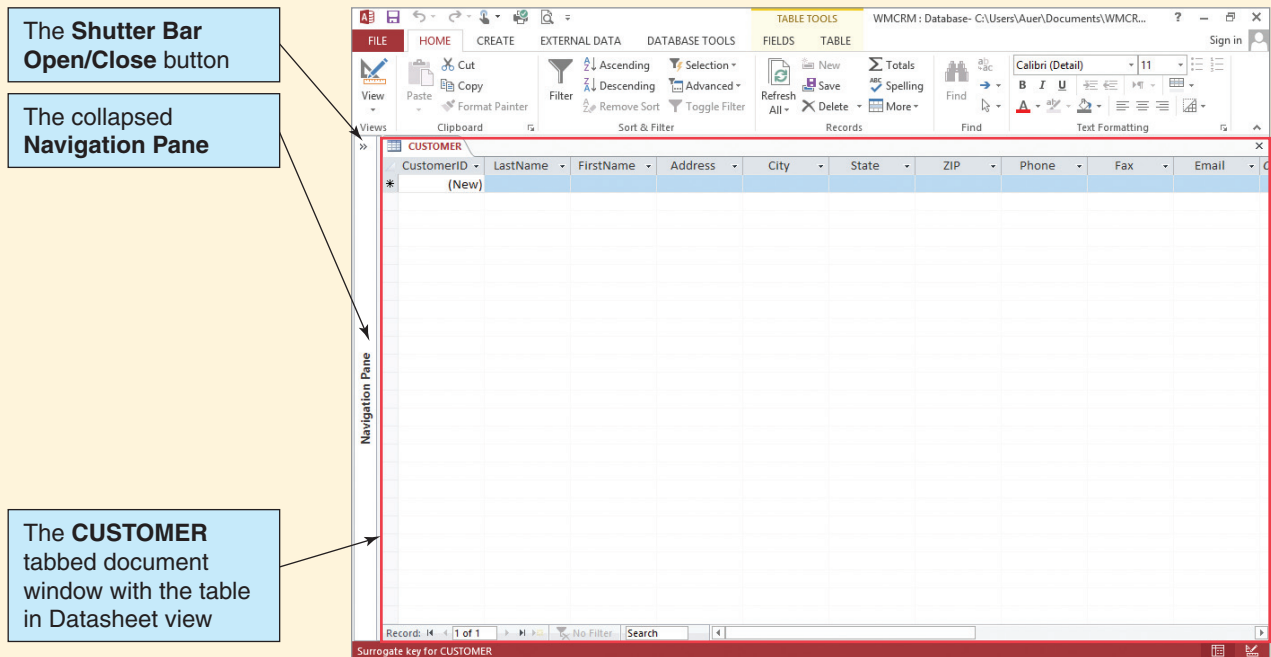 The Shutter Bar
Open/Close button
The collapsed
Navigation Pane
The CUSTOMER
tabbed document
window with the table
in Datasheet view
TABLE TOOLS WMCRM : Database- C:\Users\Auer\Documents\WMCR... ?
FILE HOME CREATE EXTERNAL DATA DATABASE TOOLS FIELDS TABLE Sign in
View
Views
Paste
Cut
Copy
Format Painter
Clipboard
Filter
Ascending
Descending
Remove Sort
Selection
Advanced
Toggle Filter
Sort & Filter
Refresh
All
New
Save
Delete
Totals
Spelling
More
Records
Find
Find
Calibri (Detail) 11
B I U
A
Text Formatting
CUSTOMER
CustomerID LastName FirstName Address City State ZIP Phone Fax Email
(New)
Navigation Pane
Record: 1 of 1 No Filter Search
Surrogate key for CUSTOMER